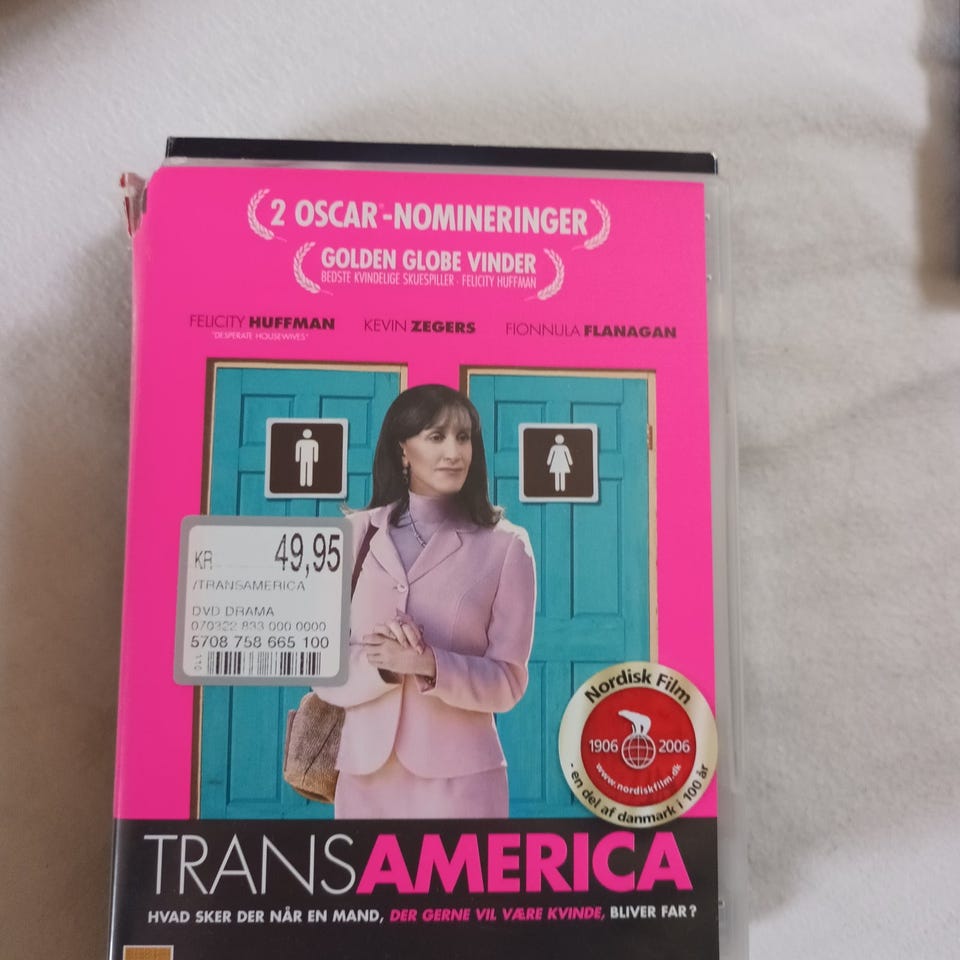 2 OSCAR®-NOMINERINGER
GOLDEN GLOBE VINDER
BEDSTE KVINDELIGE SKUESPILLER · FELICITY HUFFMAN
FELICITY HUFFMAN
"DESPERATE HOUSEWIVES"
KEVIN ZEGERS
FIONNULA FLANAGAN
KR 49,95
/TRANSAMERICA
DVD DRAMA
070322 833 000 0000
5708 758 665 100
Nordisk Film
1906 2006
www.nordiskfilm.dk
- en del af danmark i 100 år
TRANSAMERICA
HVAD SKER DER NÅR EN MAND, DER GERNE VIL VÆRE KVINDE, BLIVER FAR?